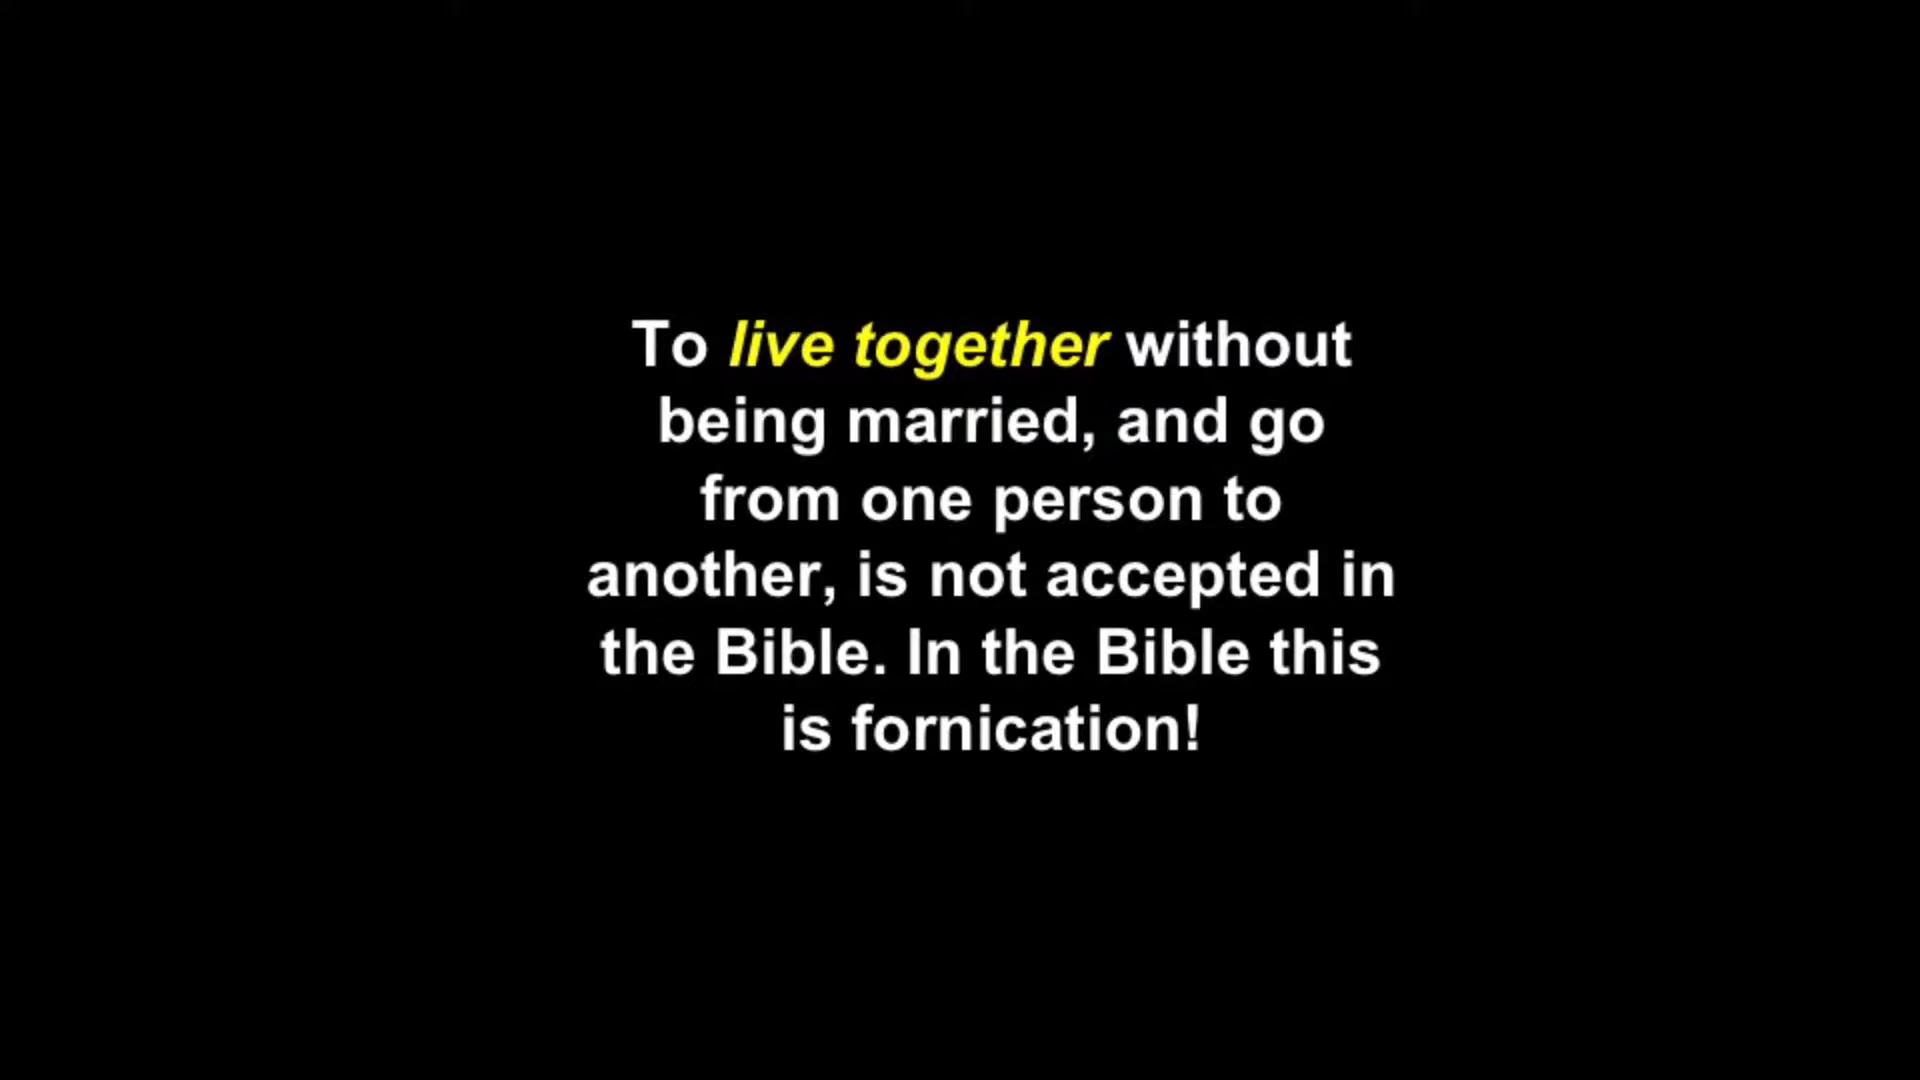 To live together without
being married, and go
from one person to
another, is not accepted in
the Bible. In the Bible this
is fornication!